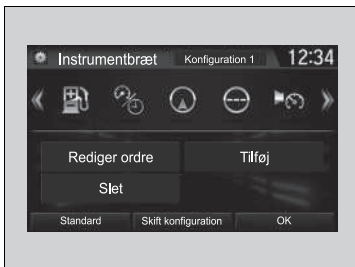 Instrumentbræt Konfiguration 1 12:34
Rediger ordre Tilføj
Slet
Standard Skift konfiguration OK